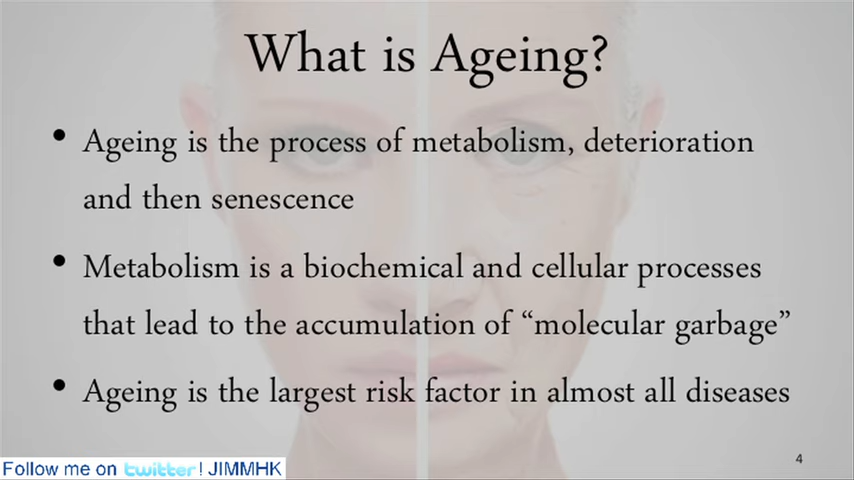 What is Ageing?
• Ageing is the process of metabolism, deterioration
and then senescence
• Metabolism is a biochemical and cellular processes
that lead to the accumulation of “molecular garbage”
• Ageing is the largest risk factor in almost all diseases
4
Follow me on twitter! JIMMHK